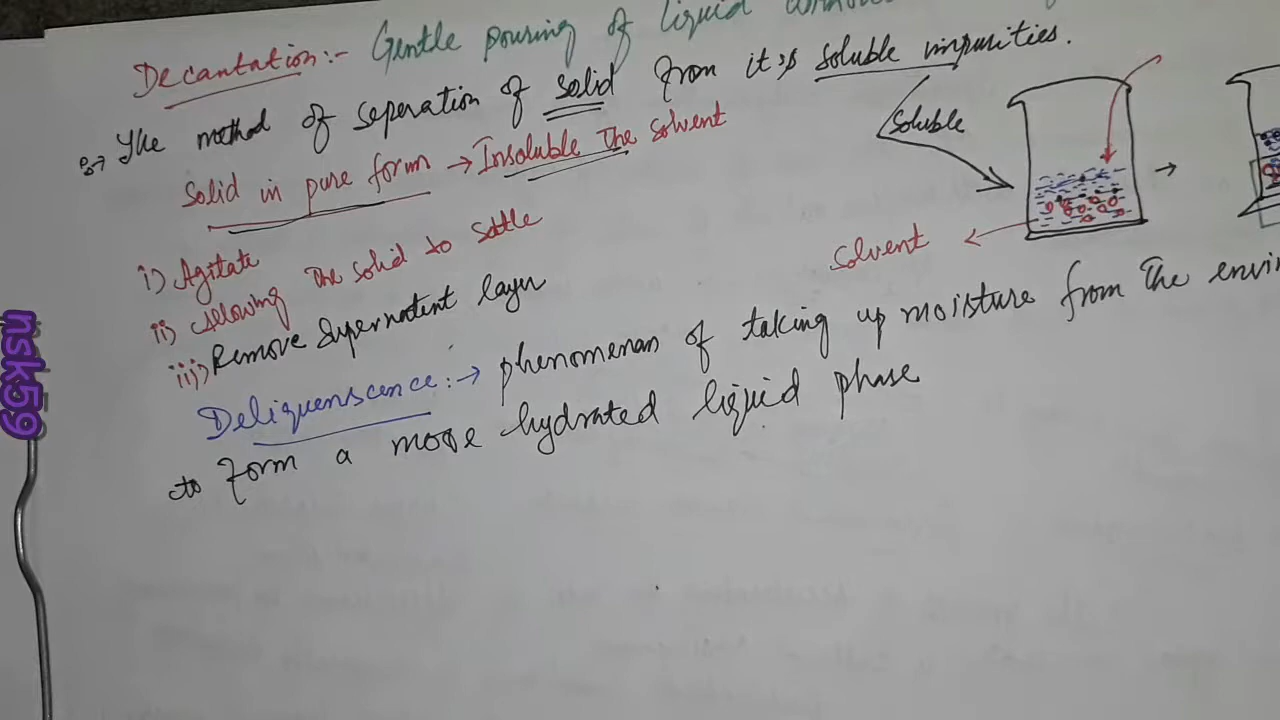 Decantation :- Gentle pouring of liquid
→ The method of seperation of solid from it's soluble impurities.
Solid in pure form → Insoluble the solvent
Soluble
i) Agitate
ii) Allowing the solid to settle
solvent
iii) Remove supernatent layer
Deliquenscence :→ phenomenan of taking up moisture from the envi
to form a more hydrated liquid phase
nsk59